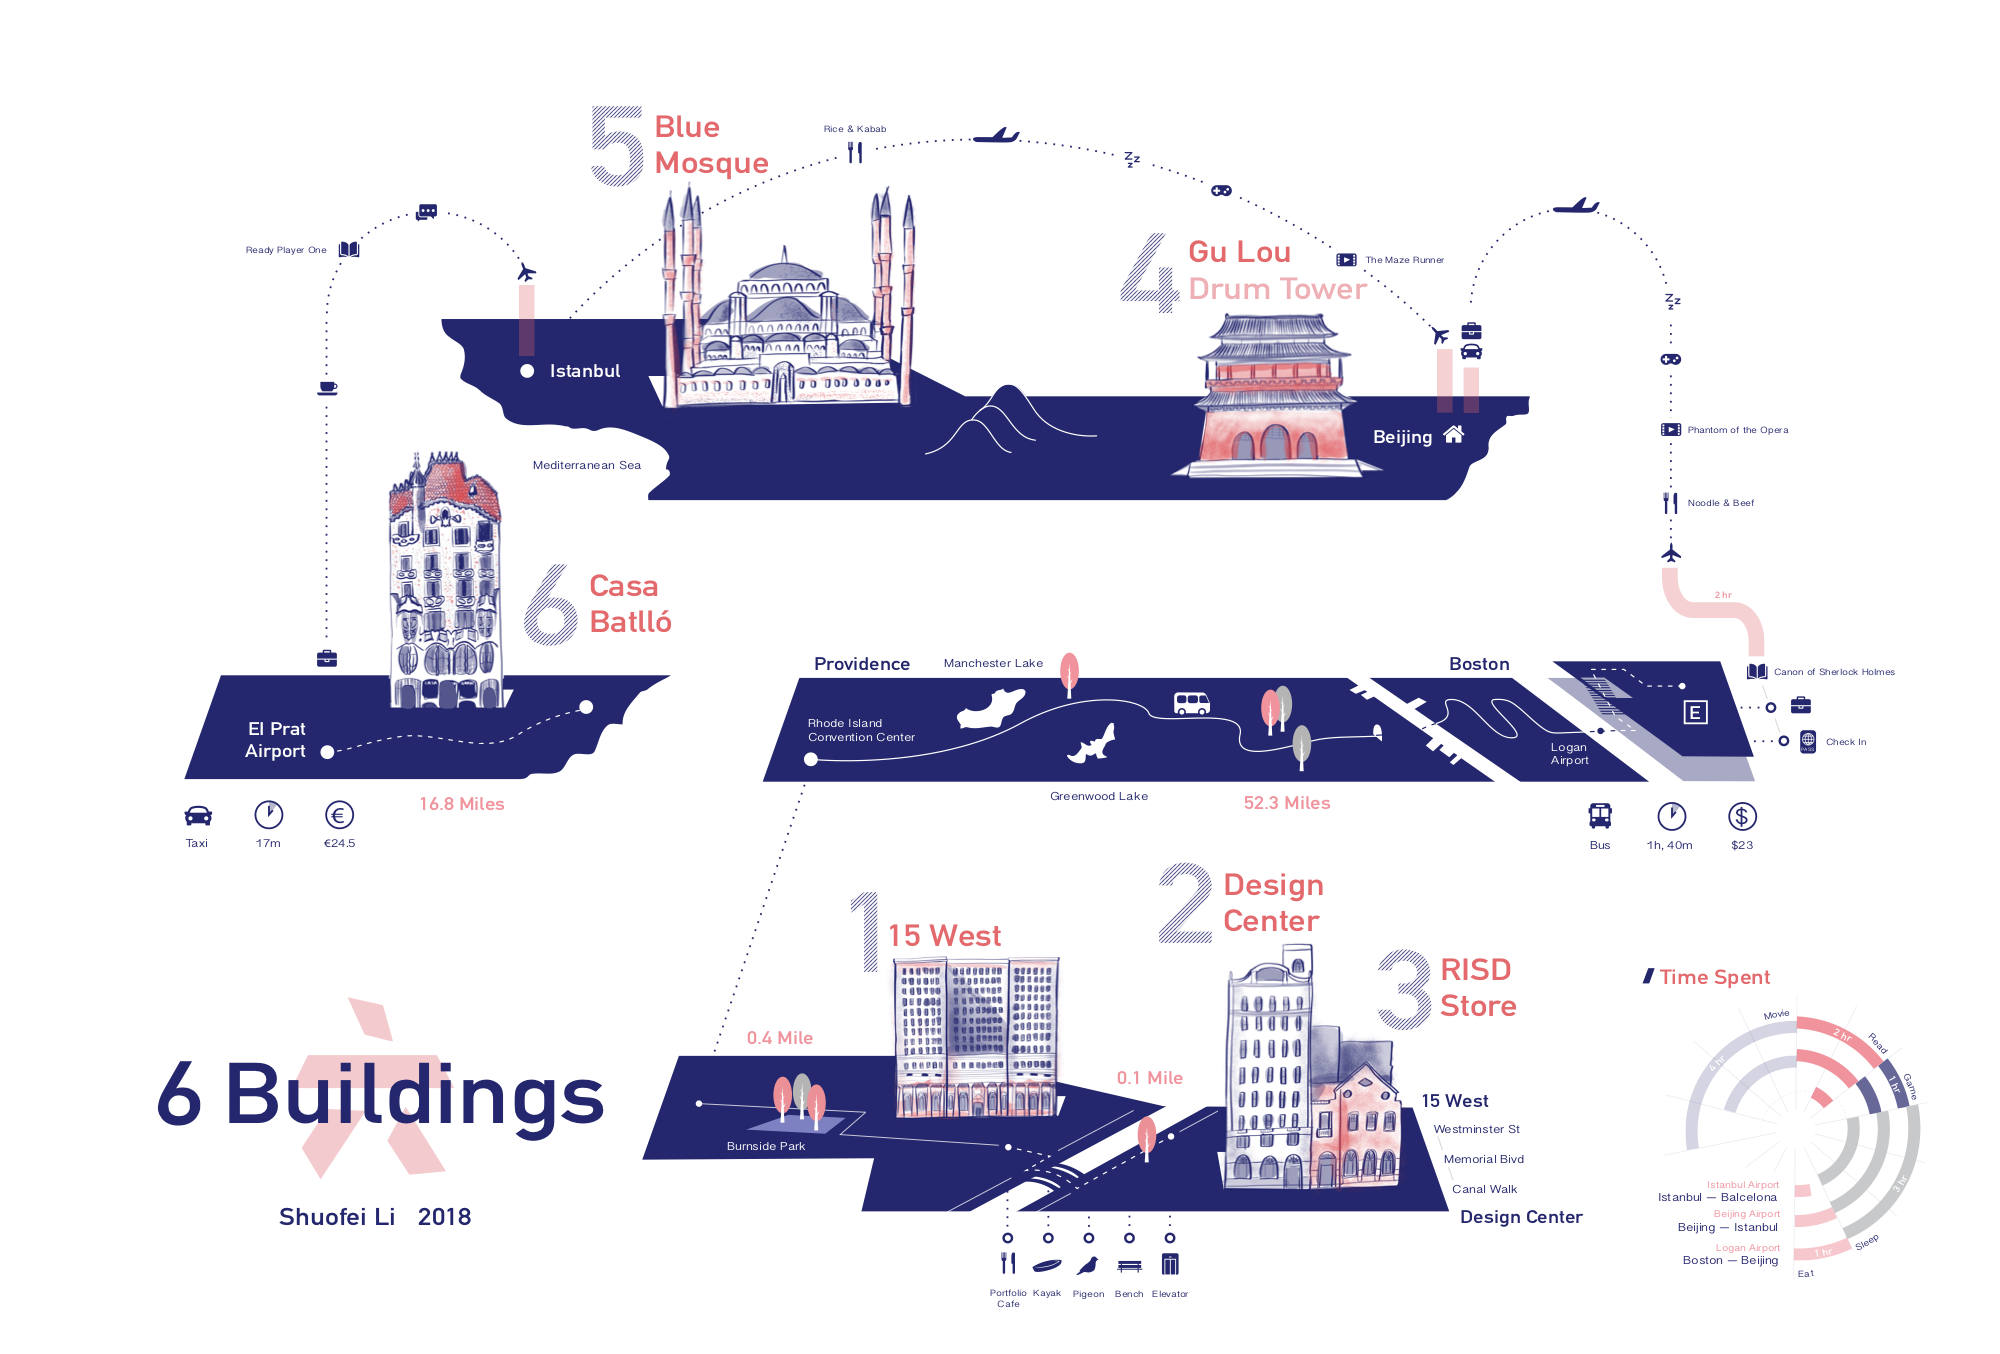 5
Blue
Mosque
Rice & Kabab
zzz
Ready Player One
4
Gu Lou
Drum Tower
The Maze Runner
zzz
Istanbul
Beijing
Mediterranean Sea
Phantom of the Opera
Noodle & Beef
2 hr
6
Casa
Batlló
El Prat
Airport
16.8 Miles
Taxi
17m
€
€24.5
Providence
Manchester Lake
Boston
Rhode Island
Convention Center
Greenwood Lake
52.3 Miles
Logan
Airport
E
Canon of Sherlock Holmes
PASS
Check In
Bus
1h, 40m
$
$23
1
15 West
2
Design
Center
3
RISD
Store
0.4 Mile
0.1 Mile
Burnside Park
15 West
Westminster St
Memorial Bivd
Canal Walk
Design Center
Portfolio
Cafe
Kayak
Pigeon
Bench
Elevator
6 Buildings
Shuofei Li 2018
Time Spent
Movie
4 hr
2 hr
Read
1 hr
Game
3 hr
Sleep
1 hr
Eat
Istanbul Airport
Istanbul — Balcelona
Beijing Airport
Beijing — Istanbul
Logan Airport
Boston — Beijing